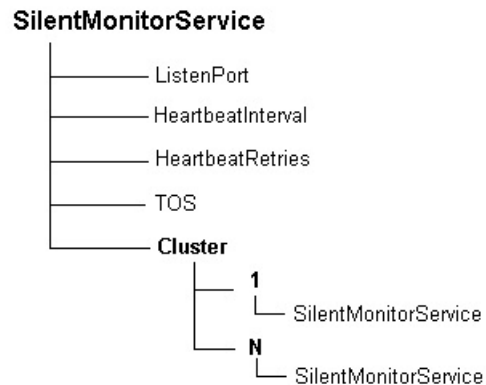 SilentMonitorService
ListenPort
HeartbeatInterval
HeartbeatRetries
TOS
Cluster
1
SilentMonitorService
N
SilentMonitorService